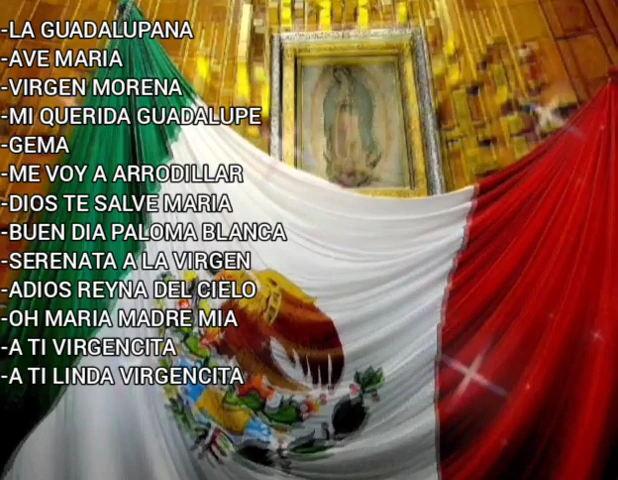 -LA GUADALUPANA
-AVE MARIA
-VIRGEN MORENA
-MI QUERIDA GUADALUPE
-GEMA
-ME VOY A ARRODILLAR
-DIOS TE SALVE MARIA
-BUEN DIA PALOMA BLANCA
-SERENATA A LA VIRGEN
-ADIOS REYNA DEL CIELO
-OH MARIA MADRE MIA
-A TI VIRGENCITA
-A TI LINDA VIRGENCITA